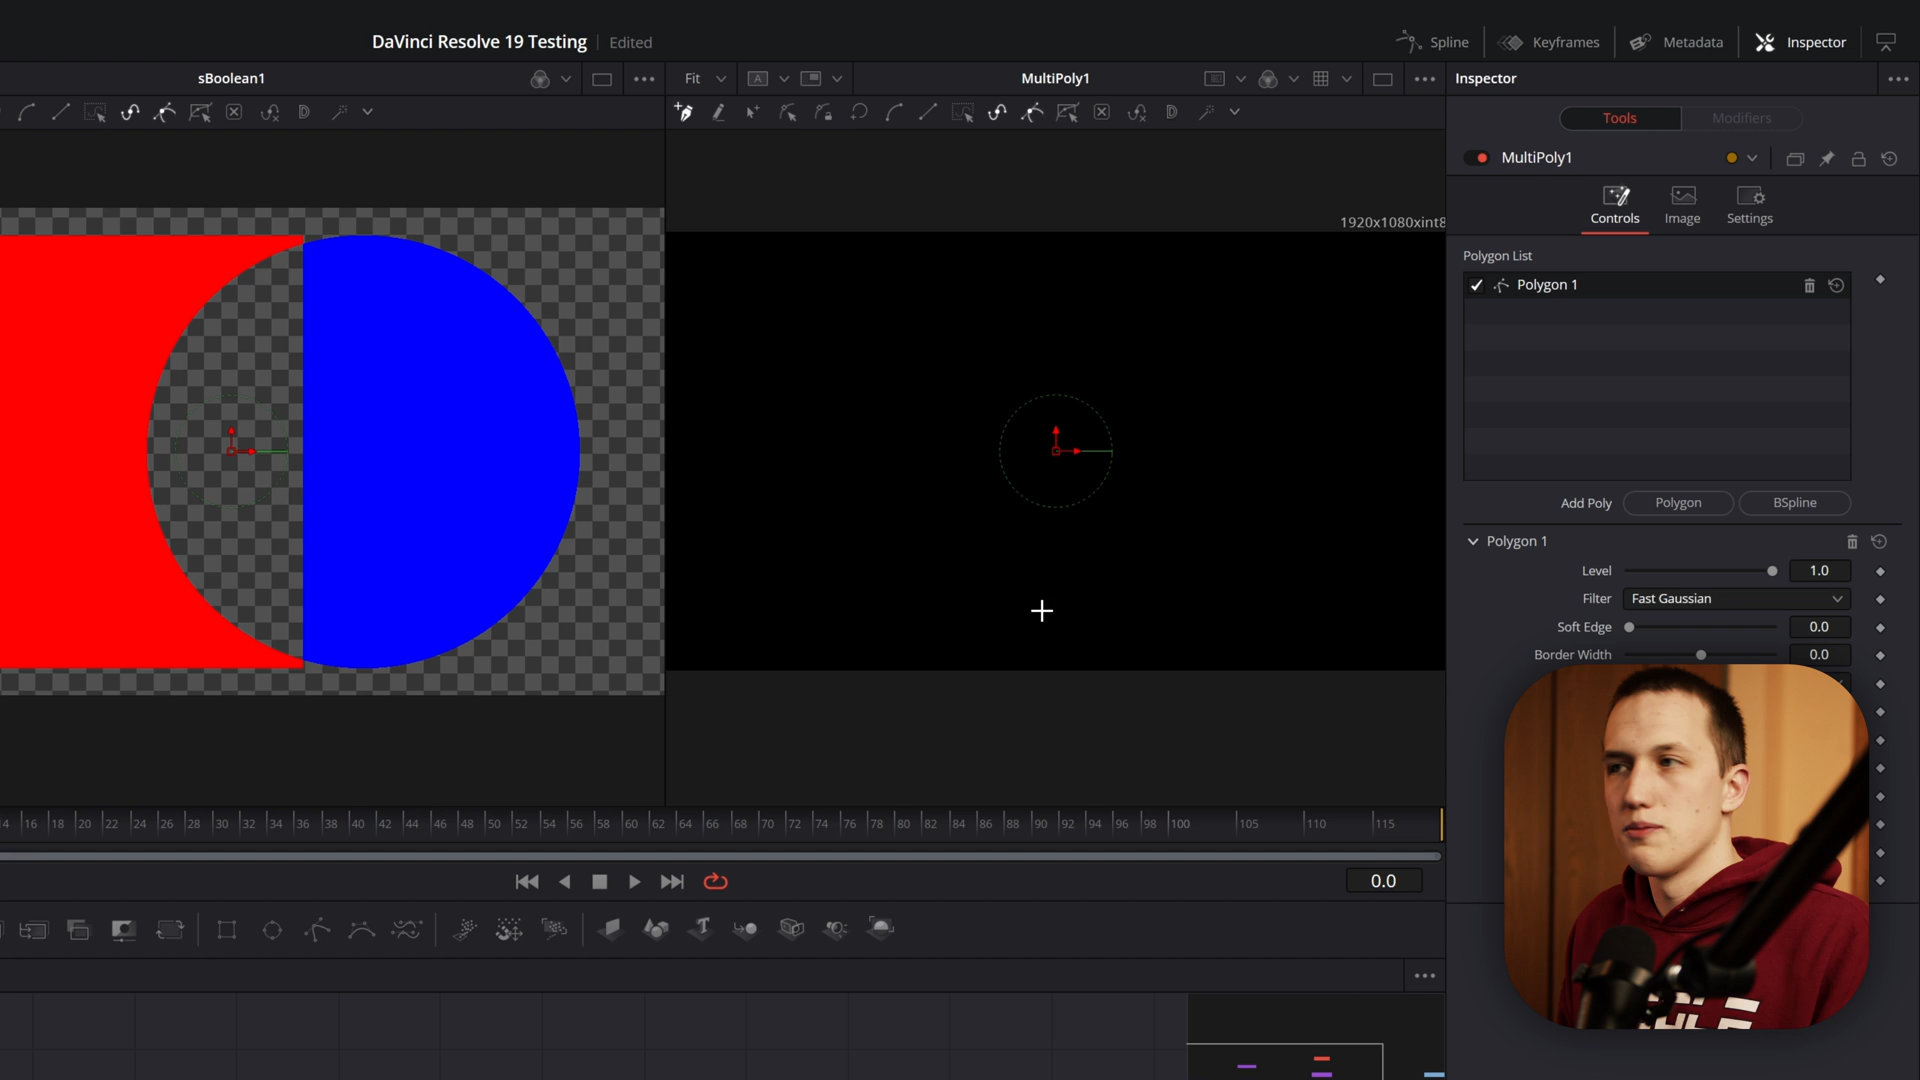 DaVinci Resolve 19 Testing Edited
Spline Keyframes Metadata Inspector
sBoolean1
Fit
MultiPoly1
Inspector
Tools Modifiers
MultiPoly1
Controls Image Settings
1920x1080xint8
Polygon List
Polygon 1
Add Poly Polygon BSpline
Polygon 1
Level 1.0
Filter Fast Gaussian
Soft Edge 0.0
Border Width 0.0
4 16 18 20 22 24 26 28 30 32 34 36 38 40 42 44 46 48 50 52 54 56 58 60 62 64 66 68 70 72 74 76 78 80 82 84 86 88 90 92 94 96 98 100 105 110 115
0.0